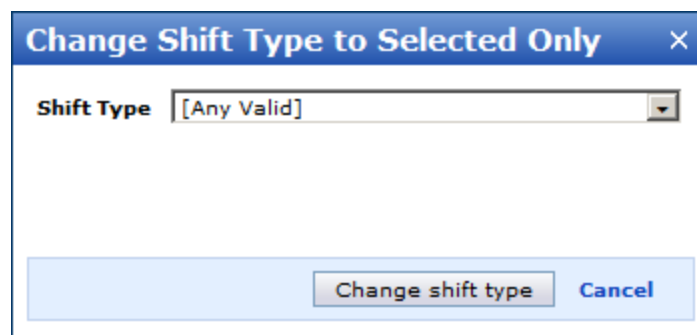 Change Shift Type to Selected Only
Shift Type [Any Valid]
Change shift type Cancel